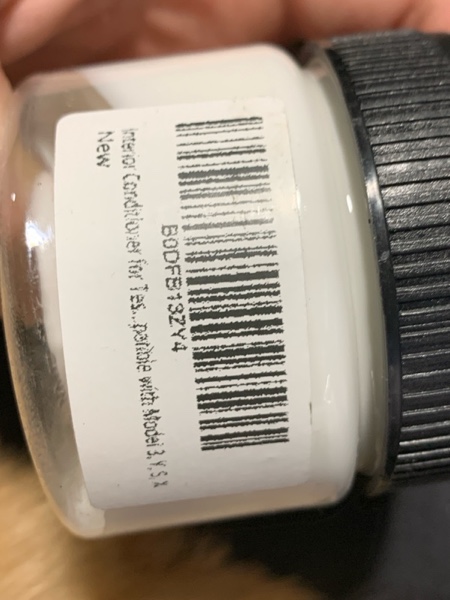 B0DFB13ZY4
Interior Conditioner for Tes...patible with Model 3, Y, S, X
New